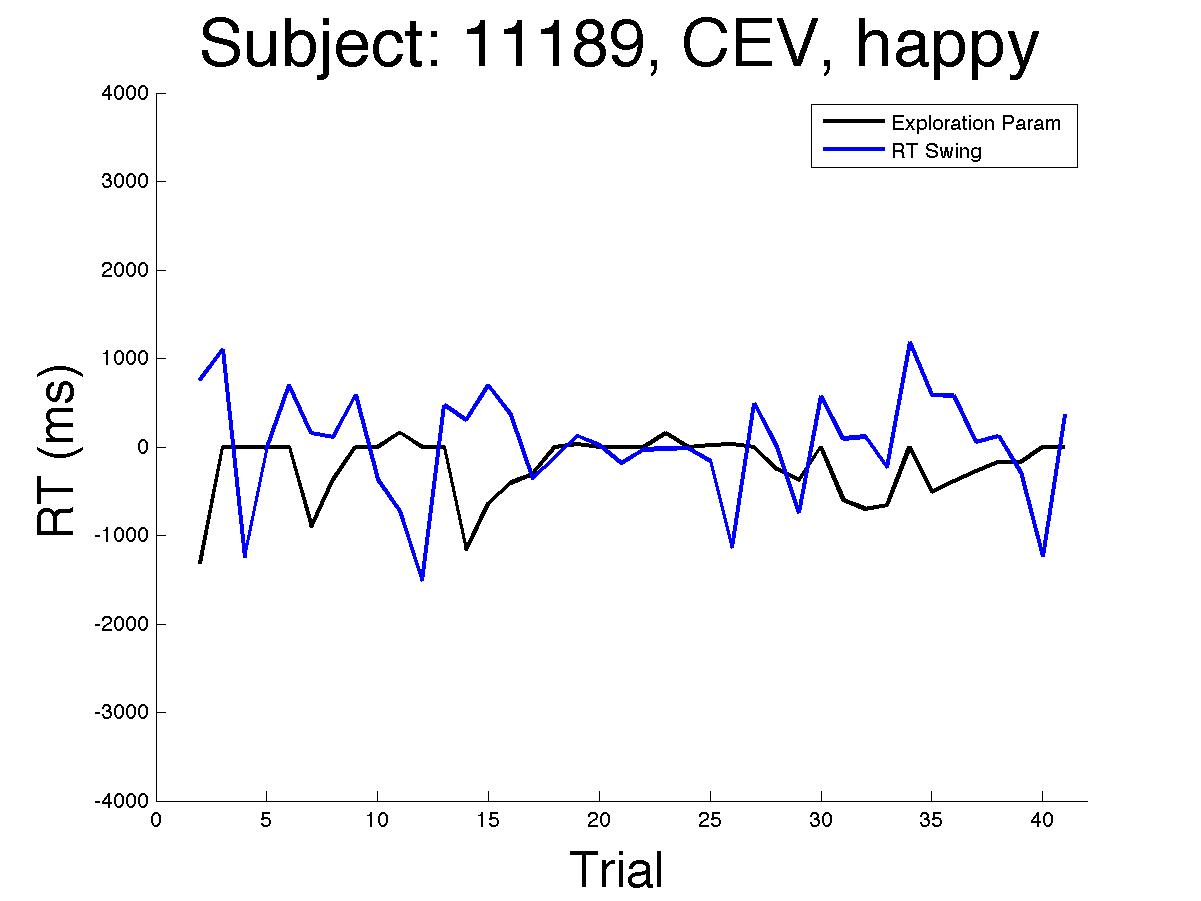 Subject: 11189, CEV, happy
Exploration Param
RT Swing
4000
3000
2000
1000
0
-1000
-2000
-3000
-4000
RT (ms)
0 5 10 15 20 25 30 35 40
Trial